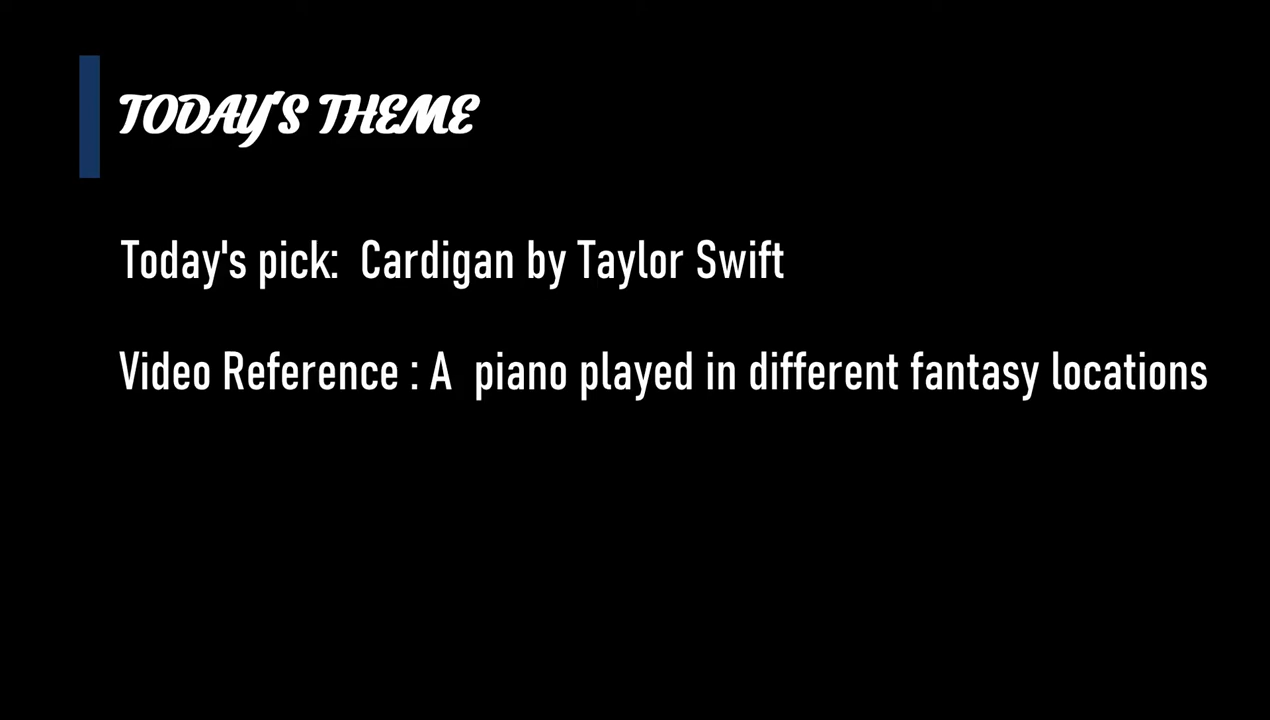 TODAY'S THEME
Today's pick:  Cardigan by Taylor Swift
Video Reference : A  piano played in different fantasy locations